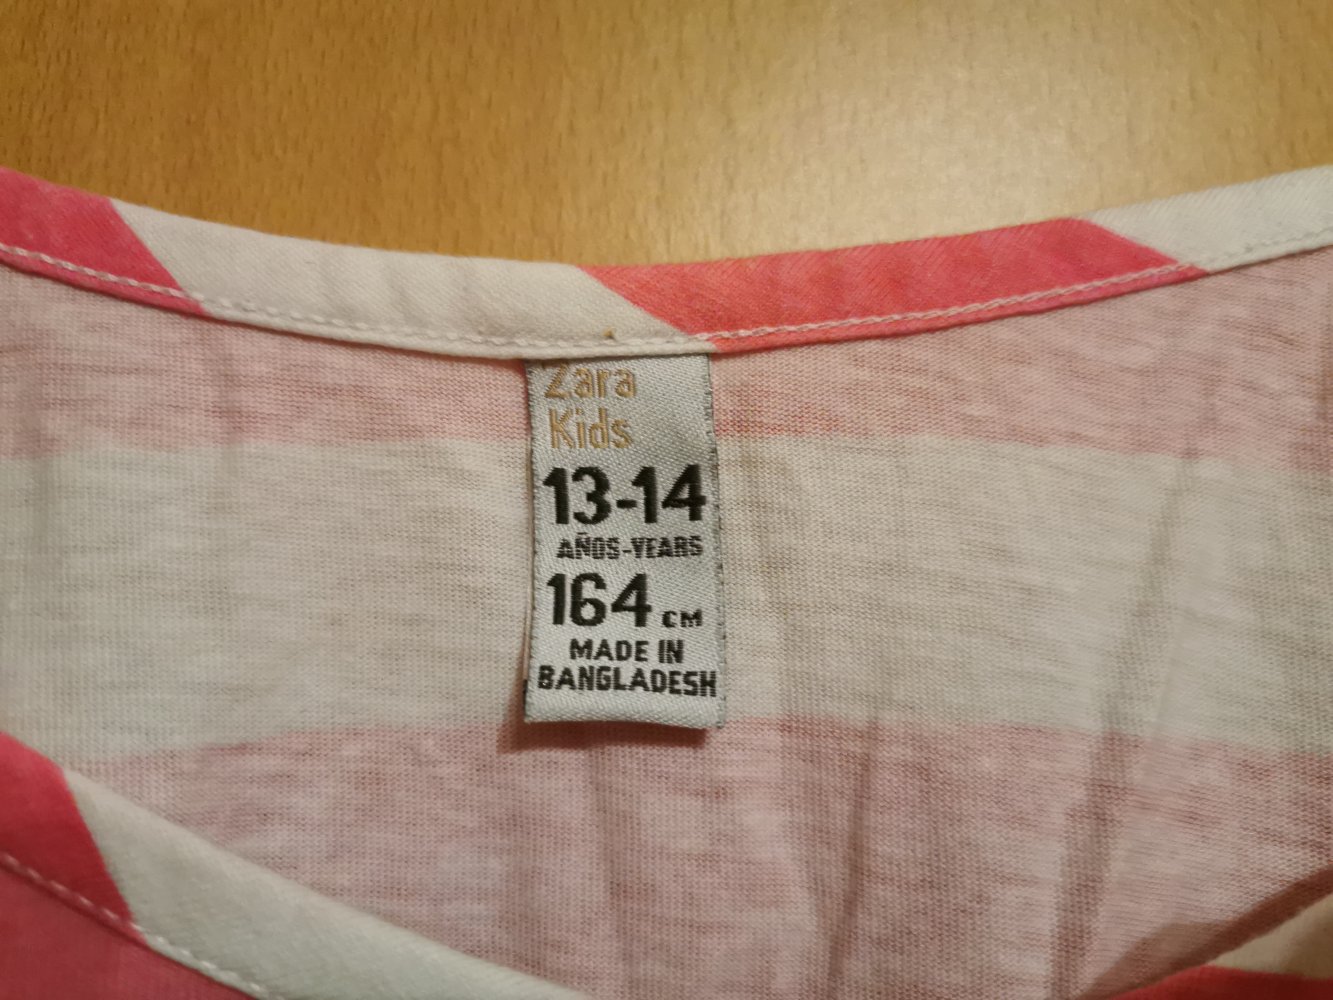 Zara
Kids
13-14
AÑOS-YEARS
164 CM
MADE IN
BANGLADESH